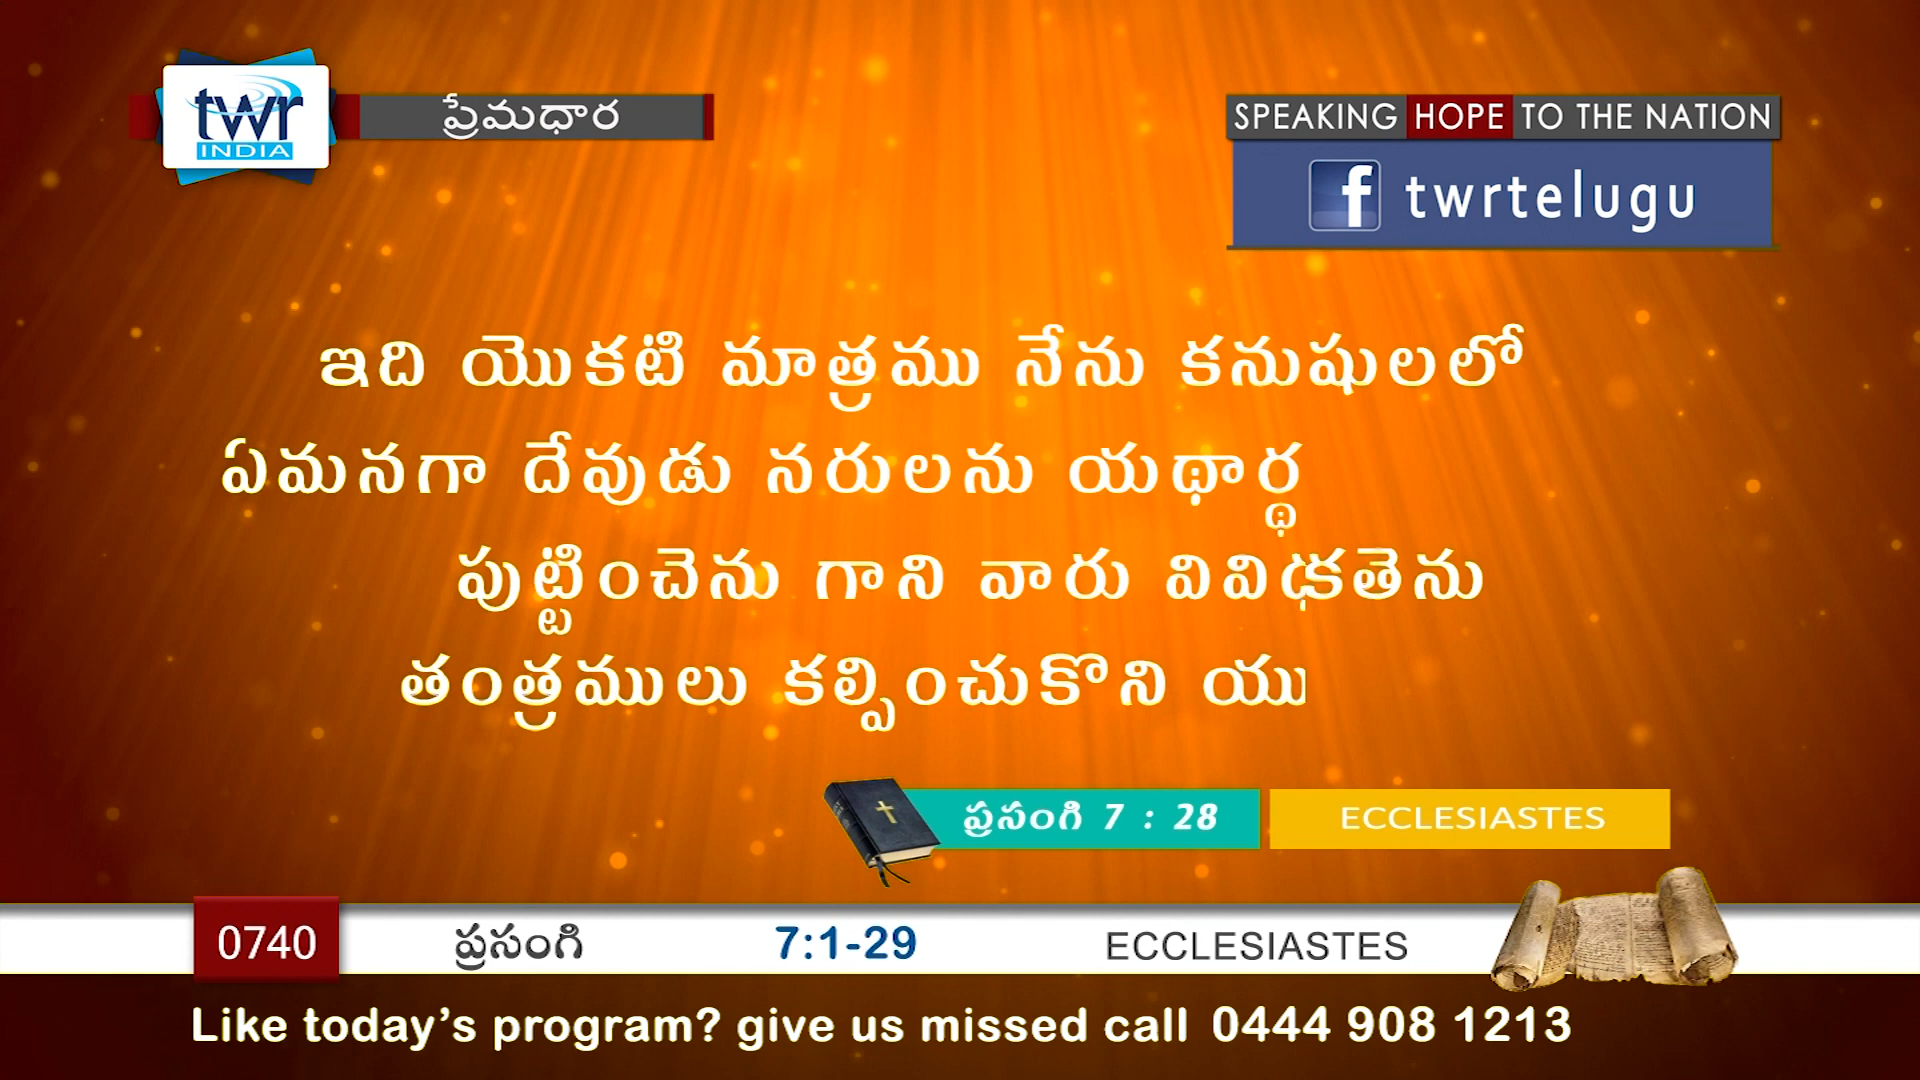 twr
INDIA
ప్రేమధార
SPEAKING HOPE TO THE NATION
f twrtelugu
ఇది యొకటి మాత్రము నేను కనుషులలో
ఏమనగా దేవుడు నరులను యథార్థ
పుట్టించెను గాని వారు కతెను
తంత్రములు కల్పించుకొని యు
ప్రసంగి 7 : 28 ECCLESIASTES
0740 ప్రసంగి 7:1-29 ECCLESIASTES
Like today's program? give us missed call 0444 908 1213